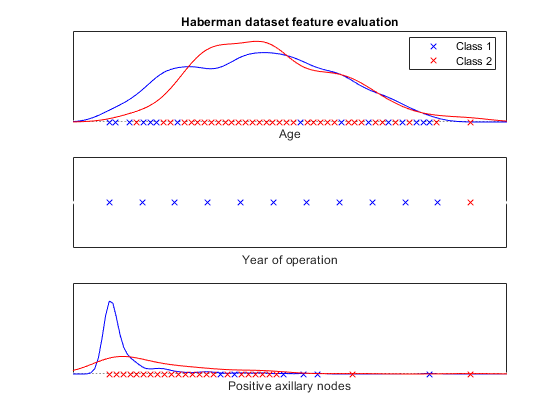 Haberman dataset feature evaluation
Class 1
Class 2
Age
Year of operation
Positive axillary nodes